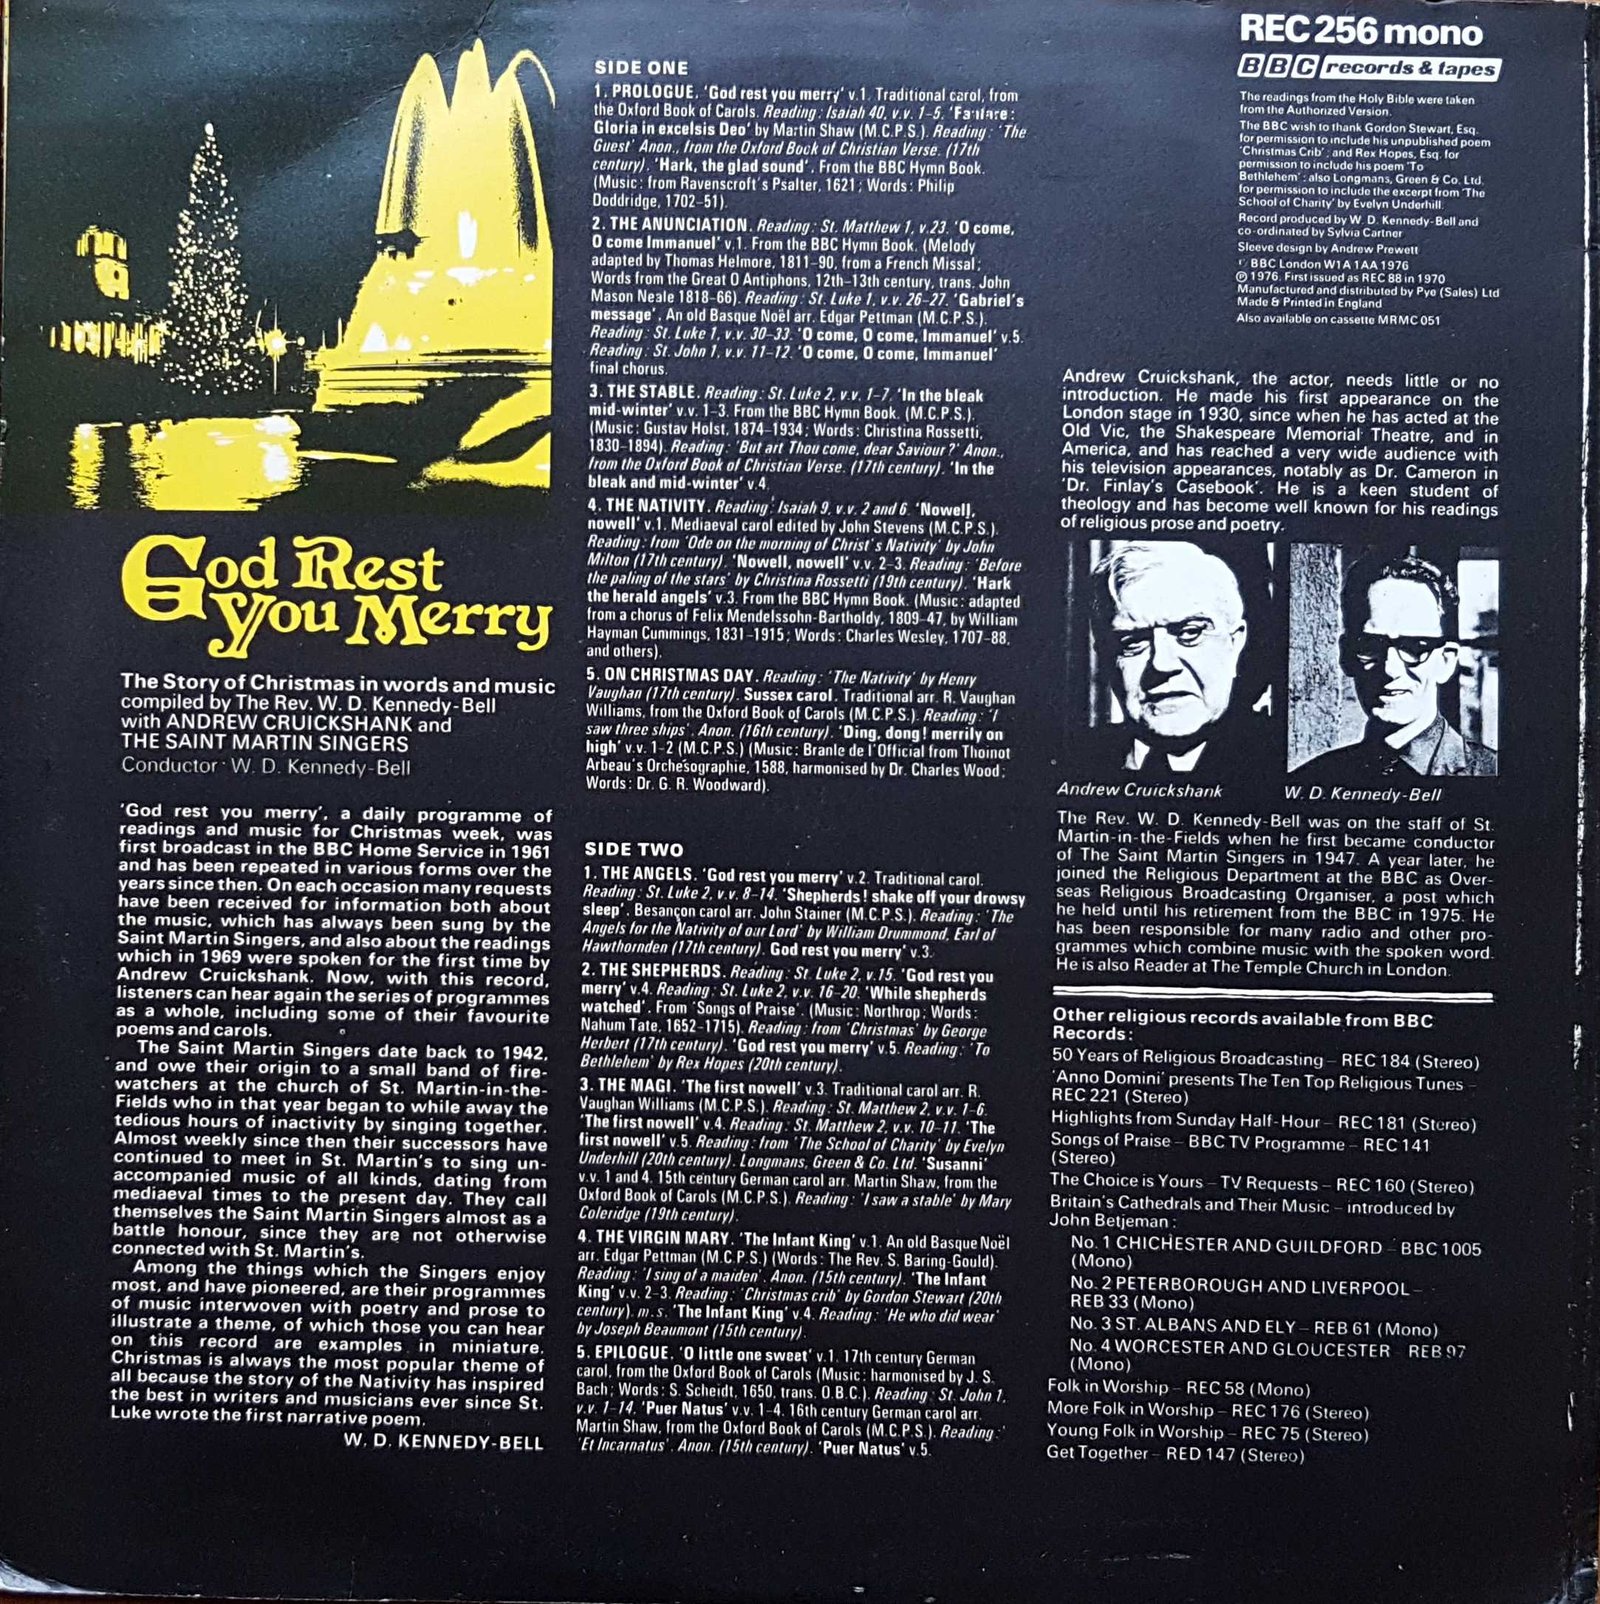 God Rest
You Merry
The Story of Christmas in words and music
compiled by The Rev. W. D. Kennedy-Bell
with ANDREW CRUICKSHANK and
THE SAINT MARTIN SINGERS
Conductor · W. D. Kennedy-Bell
'God rest you merry', a daily programme of
readings and music for Christmas week, was
first broadcast in the BBC Home Service in 1961
and has been repeated in various forms over the
years since then. On each occasion many requests
have been received for information both about
the music, which has always been sung by the
Saint Martin Singers, and also about the readings
which in 1969 were spoken for the first time by
Andrew Cruickshank. Now, with this record,
listeners can hear again the series of programmes
as a whole, including some of their favourite
poems and carols.
The Saint Martin Singers date back to 1942,
and owe their origin to a small band of fire-
watchers at the church of St. Martin-in-the-
Fields who in that year began to while away the
tedious hours of inactivity by singing together.
Almost weekly since then their successors have
continued to meet in St. Martin's to sing un-
accompanied music of all kinds, dating from
mediaeval times to the present day. They call
themselves the Saint Martin Singers almost as a
battle honour, since they are not otherwise
connected with St. Martin's.
Among the things which the Singers enjoy
most, and have pioneered, are their programmes
of music interwoven with poetry and prose to
illustrate a theme, of which those you can hear
on this record are examples in miniature.
Christmas is always the most popular theme of
all because the story of the Nativity has inspired
the best in writers and musicians ever since St.
Luke wrote the first narrative poem.
W. D. KENNEDY-BELL
SIDE ONE
1. PROLOGUE. 'God rest you merry' v.1. Traditional carol, from
the Oxford Book of Carols. Reading: Isaiah 40, v.v. 1-5. 'Fanfare:
Gloria in excelsis Deo' by Martin Shaw (M.C.P.S.). Reading: 'The
Guest' Anon., from the Oxford Book of Christian Verse. (17th
century). 'Hark, the glad sound'. From the BBC Hymn Book.
(Music: from Ravenscroft's Psalter, 1621; Words: Philip
Doddridge, 1702-51).
2. THE ANUNCIATION. Reading: St. Matthew 1, v.23. 'O come,
O come Immanuel' v.1. From the BBC Hymn Book. (Melody
adapted by Thomas Helmore, 1811-90, from a French Missal;
Words from the Great O Antiphons, 12th-13th century, trans. John
Mason Neale 1818-66). Reading: St. Luke 1, v.v. 26-27. 'Gabriel's
message'. An old Basque Noël arr. Edgar Pettman (M.C.P.S.).
Reading: St. Luke 1, v.v. 30-33. 'O come, O come, Immanuel' v.5.
Reading: St. John 1, v.v. 11-12. 'O come, O come, Immanuel'
final chorus.
3. THE STABLE. Reading: St. Luke 2, v.v. 1-7. 'In the bleak
mid-winter' v.v. 1-3. From the BBC Hymn Book. (M.C.P.S.).
(Music: Gustav Holst, 1874-1934; Words: Christina Rossetti,
1830-1894). Reading: 'But art Thou come, dear Saviour?' Anon.,
from the Oxford Book of Christian Verse. (17th century). 'In the
bleak and mid-winter' v.4.
4. THE NATIVITY. Reading: Isaiah 9, v.v. 2 and 6. 'Nowell,
nowell' v.1. Mediaeval carol edited by John Stevens (M.C.P.S.).
Reading: from 'Ode on the morning of Christ's Nativity' by John
Milton (17th century). 'Nowell, nowell' v.v. 2-3. Reading: 'Before
the paling of the stars' by Christina Rossetti (19th century). 'Hark
the herald angels' v.3. From the BBC Hymn Book. (Music: adapted
from a chorus of Felix Mendelssohn-Bartholdy, 1809-47, by William
Hayman Cummings, 1831-1915; Words: Charles Wesley, 1707-88,
and others).
5. ON CHRISTMAS DAY. Reading: 'The Nativity' by Henry
Vaughan (17th century). Sussex carol. Traditional arr. R. Vaughan
Williams, from the Oxford Book of Carols (M.C.P.S.). Reading: 'I
saw three ships'. Anon. (16th century). 'Ding, dong! merrily on
high' v.v. 1-2 (M.C.P.S.) (Music: Branle de l'Official from Thoinot
Arbeau's Orchesographie, 1588, harmonised by Dr. Charles Wood;
Words: Dr. G. R. Woodward).
SIDE TWO
1. THE ANGELS. 'God rest you merry' v.2. Traditional carol.
Reading: St. Luke 2, v.v. 8-14. 'Shepherds! shake off your drowsy
sleep'. Besançon carol arr. John Stainer (M.C.P.S.). Reading: 'The
Angels for the Nativity of our Lord' by William Drummond, Earl of
Hawthornden (17th century). God rest you merry' v.3.
2. THE SHEPHERDS. Reading: St. Luke 2, v.15. 'God rest you
merry' v.4. Reading: St. Luke 2, v.v. 16-20. 'While shepherds
watched'. From 'Songs of Praise'. (Music: Northrop; Words:
Nahum Tate, 1652-1715). Reading: from 'Christmas' by George
Herbert (17th century). 'God rest you merry' v.5. Reading: 'To
Bethlehem' by Rex Hopes (20th century).
3. THE MAGI. 'The first nowell' v.3. Traditional carol arr. R.
Vaughan Williams (M.C.P.S.). Reading: St. Matthew 2, v.v. 1-6.
'The first nowell' v.4. Reading: St. Matthew 2, v.v. 10-11. 'The
first nowell' v.5. Reading: from 'The School of Charity' by Evelyn
Underhill (20th century). Longmans, Green & Co. Ltd. 'Susanni'
v.v. 1 and 4. 15th century German carol arr. Martin Shaw, from the
Oxford Book of Carols (M.C.P.S.). Reading: 'I saw a stable' by Mary
Coleridge (19th century).
4. THE VIRGIN MARY. 'The Infant King' v.1. An old Basque Noël
arr. Edgar Pettman (M.C.P.S.) (Words: The Rev. S. Baring-Gould).
Reading: 'I sing of a maiden'. Anon. (15th century). 'The Infant
King' v.v. 2-3. Reading: 'Christmas crib' by Gordon Stewart (20th
century). m.s. 'The Infant King' v.4. Reading: 'He who did wear'
by Joseph Beaumont (15th century).
5. EPILOGUE. 'O little one sweet' v.1. 17th century German
carol, from the Oxford Book of Carols (Music: harmonised by J. S.
Bach; Words: S. Scheidt, 1650, trans. O.B.C.). Reading: St. John 1,
v.v. 1-14. 'Puer Natus' v.v. 1-4. 16th century German carol arr.
Martin Shaw, from the Oxford Book of Carols (M.C.P.S.). Reading:
'Et Incarnatus'. Anon. (15th century). 'Puer Natus' v.5.
REC 256 mono
BBC records & tapes
The readings from the Holy Bible were taken
from the Authorized Version.
The BBC wish to thank Gordon Stewart, Esq.
for permission to include his unpublished poem
'Christmas Crib'; and Rex Hopes, Esq. for
permission to include his poem 'To
Bethlehem'; also Longmans, Green & Co. Ltd.
for permission to include the excerpt from 'The
School of Charity' by Evelyn Underhill.
Record produced by W. D. Kennedy-Bell and
co-ordinated by Sylvia Cartner
Sleeve design by Andrew Prewett
© BBC London W1A 1AA 1976
℗ 1976. First issued as REC 88 in 1970
Manufactured and distributed by Pye (Sales) Ltd
Made & Printed in England
Also available on cassette MRMC 051
Andrew Cruickshank, the actor, needs little or no
introduction. He made his first appearance on the
London stage in 1930, since when he has acted at the
Old Vic, the Shakespeare Memorial Theatre, and in
America, and has reached a very wide audience with
his television appearances, notably as Dr. Cameron in
'Dr. Finlay's Casebook'. He is a keen student of
theology and has become well known for his readings
of religious prose and poetry.
Andrew Cruickshank
W. D. Kennedy-Bell
The Rev. W. D. Kennedy-Bell was on the staff of St.
Martin-in-the-Fields when he first became conductor
of The Saint Martin Singers in 1947. A year later, he
joined the Religious Department at the BBC as Over-
seas Religious Broadcasting Organiser, a post which
he held until his retirement from the BBC in 1975. He
has been responsible for many radio and other pro-
grammes which combine music with the spoken word.
He is also Reader at The Temple Church in London.
Other religious records available from BBC
Records:
50 Years of Religious Broadcasting – REC 184 (Stereo)
'Anno Domini' presents The Ten Top Religious Tunes –
REC 221 (Stereo)
Highlights from Sunday Half-Hour – REC 181 (Stereo)
Songs of Praise – BBC TV Programme – REC 141
(Stereo)
The Choice is Yours – TV Requests – REC 160 (Stereo)
Britain's Cathedrals and Their Music – introduced by
John Betjeman:
No. 1 CHICHESTER AND GUILDFORD – BBC 1005
(Mono)
No. 2 PETERBOROUGH AND LIVERPOOL –
REB 33 (Mono)
No. 3 ST. ALBANS AND ELY – REB 61 (Mono)
No. 4 WORCESTER AND GLOUCESTER REB 97
(Mono)
Folk in Worship – REC 58 (Mono)
More Folk in Worship – REC 176 (Stereo)
Young Folk in Worship – REC 75 (Stereo)
Get Together – RED 147 (Stereo)